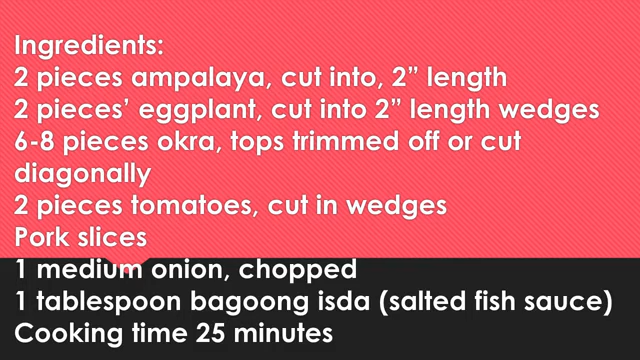 Ingredients:
2 pieces ampalaya, cut into, 2” length
2 pieces’ eggplant, cut into 2” length wedges
6-8 pieces okra, tops trimmed off or cut
diagonally
2 pieces tomatoes, cut in wedges
Pork slices
1 medium onion, chopped
1 tablespoon bagoong isda (salted fish sauce)
Cooking time 25 minutes